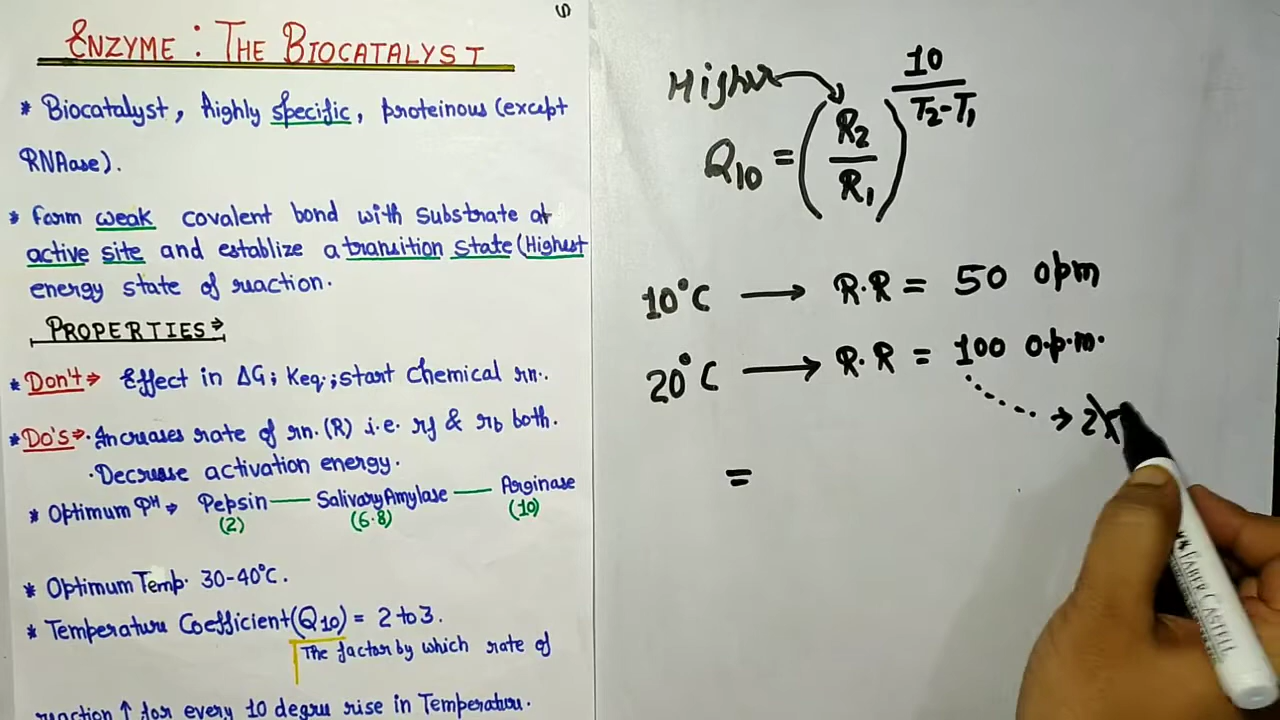 ENZYME : THE BIOCATALYST
* Biocatalyst, highly specific, proteinous (except
RNAase).
* form weak covalent bond with substrate at
active site and establize a transition state (Highest
energy state of reaction.
PROPERTIES⇒
* Don't⇒ Effect in ΔG; Keq.; start chemical rn..
* Do's⇒ · Increases rate of rn. (R) i.e. rf & rb both.
· Decrease activation energy.
* Optimum PH → Pepsin — Salivary Amylase — Arginase
(2) (6.8) (10)
* Optimum Temp. 30-40°C.
* Temperature Coefficient (Q10) = 2 to 3.
The factor by which rate of
reaction ↑ for every 10 degree rise in Temperature.
Higher
Q10 = (R2/R1)^10/(T2-T1)
10°C → R.R = 50 opm
20°C → R.R = 100 o.p.m.
→ 2x
=
FABER CASTELL